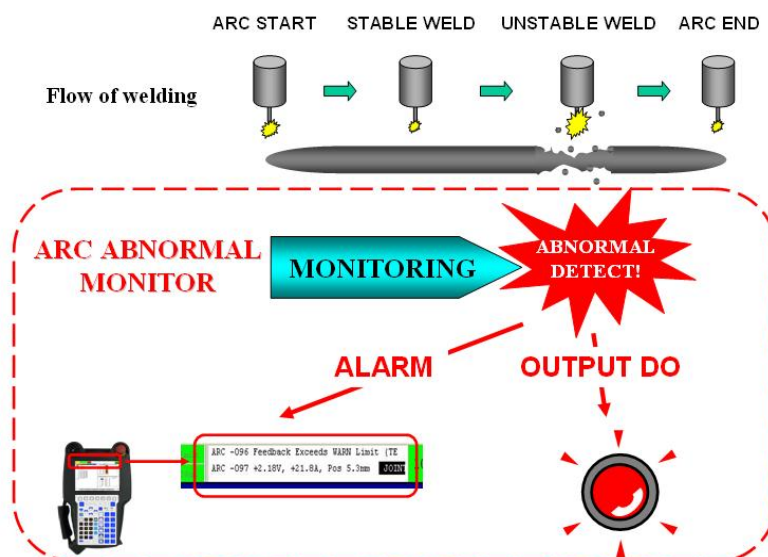 ARC START STABLE WELD UNSTABLE WELD ARC END
Flow of welding
ARC ABNORMAL
MONITOR
MONITORING
ABNORMAL
DETECT!
ALARM OUTPUT DO
ARC -096 Feedback Exceeds WARN Limit (TE
ARC -097 +2.18V, +21.8A, Pos 5.3mm JOINT